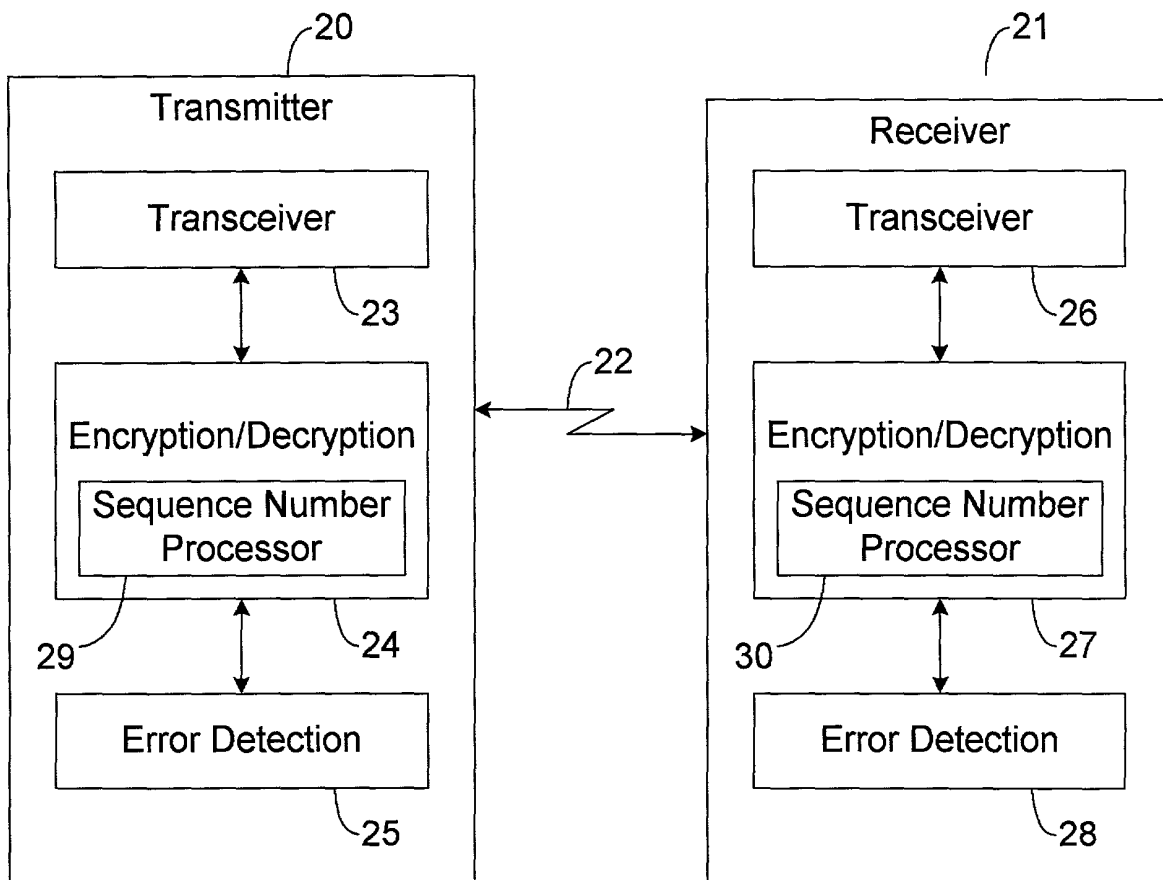 20
21
Transmitter
Receiver
Transceiver
Transceiver
23
26
22
Encryption/Decryption
Encryption/Decryption
Sequence Number
Processor
Sequence Number
Processor
29
24
30
27
Error Detection
Error Detection
25
28